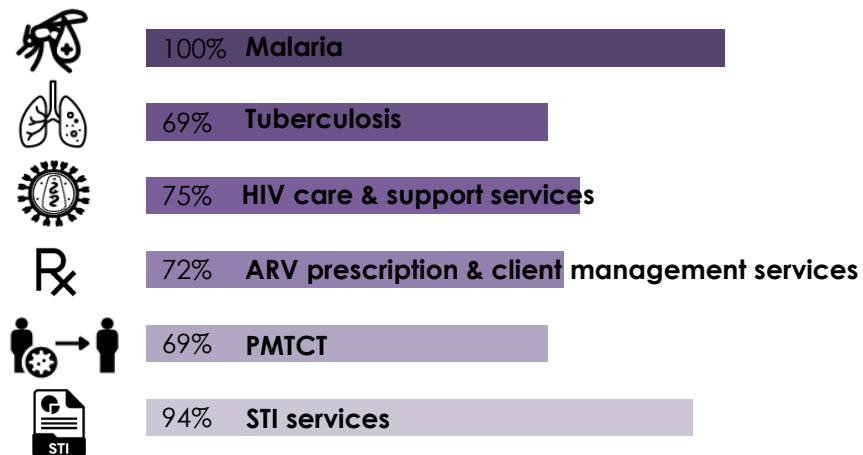 100% Malaria
69% Tuberculosis
75% HIV care & support services
72% ARV prescription & client management services
69% PMTCT
94% STI services
Rx
STI